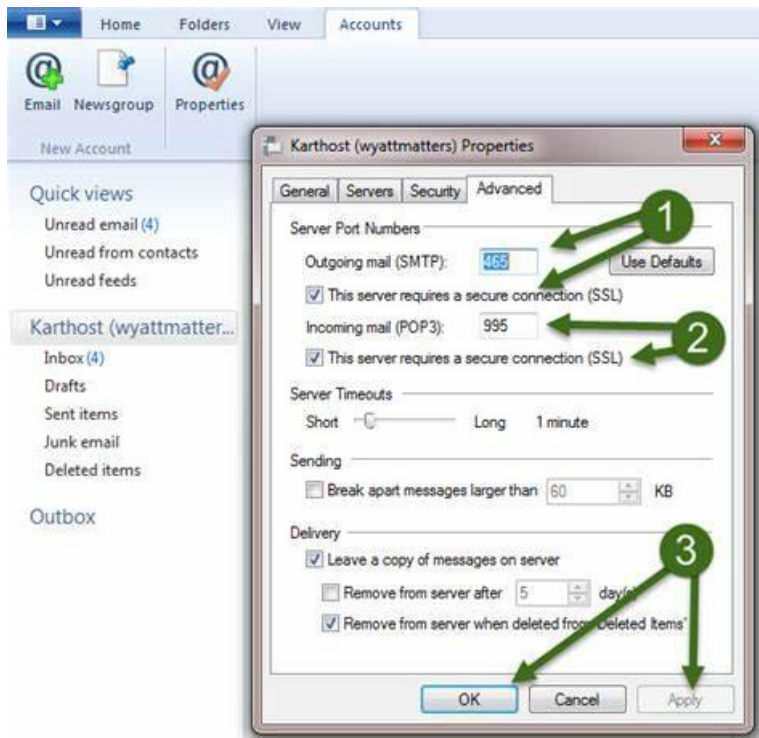 Home Folders View Accounts
Email Newsgroup Properties
New Account
Quick views
Unread email (4)
Unread from contacts
Unread feeds
Karthost (wyattmatter...
Inbox (4)
Drafts
Sent items
Junk email
Deleted items
Outbox
Karthost (wyattmatters) Properties
General Servers Security Advanced
Server Port Numbers
1
Outgoing mail (SMTP): 465 Use Defaults
This server requires a secure connection (SSL)
Incoming mail (POP3): 995
2
This server requires a secure connection (SSL)
Server Timeouts
Short Long 1 minute
Sending
Break apart messages larger than 60 KB
Delivery
3
Leave a copy of messages on server
Remove from server after 5 day(s)
Remove from server when deleted from 'Deleted Items'
OK Cancel Apply